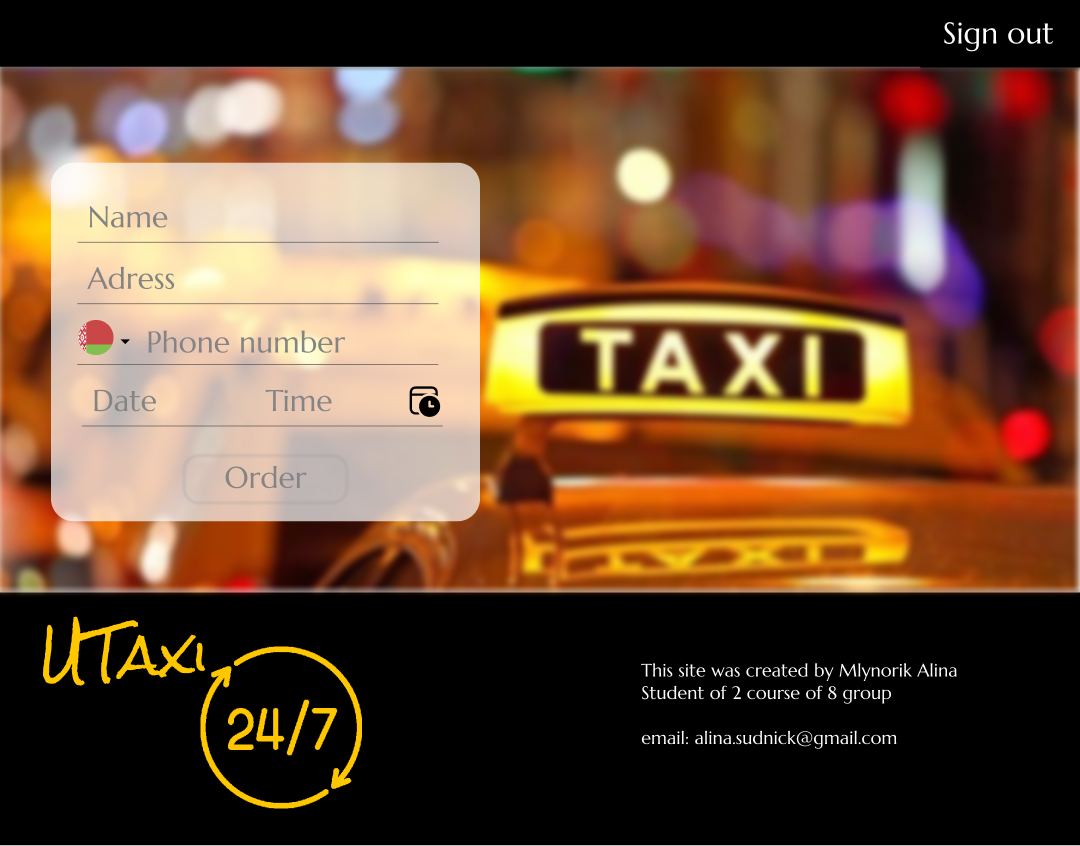 Sign out
Name
Adress
Phone number
Date Time
Order
TAXI
TAXI
UTAXI
24/7
This site was created by Mlynorik Alina
Student of 2 course of 8 group
email: alina.sudnick@gmail.com